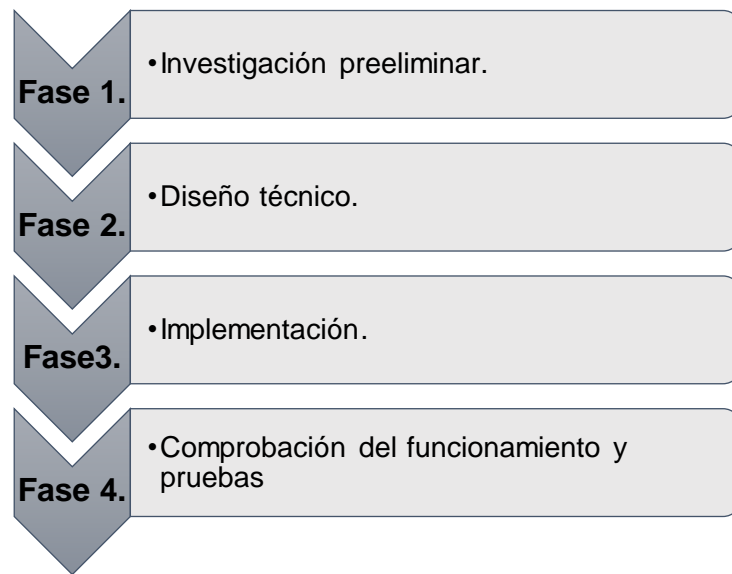 Fase 1.
•Investigación preeliminar.
Fase 2.
•Diseño técnico.
Fase3.
•Implementación.
Fase 4.
•Comprobación del funcionamiento y
pruebas